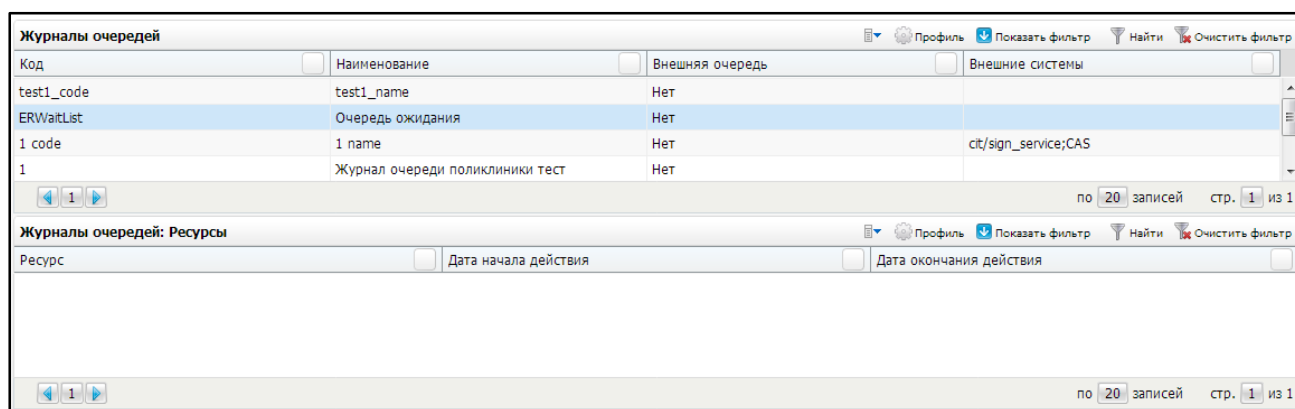 Журналы очередей Профиль Показать фильтр Найти Очистить фильтр
Код Наименование Внешняя очередь Внешние системы
test1_code test1_name Нет
ERWaitList Очередь ожидания Нет
1 code 1 name Нет cit/sign_service;CAS
1 Журнал очереди поликлиники тест Нет
1 по 20 записей стр. 1 из 1
Журналы очередей: Ресурсы Профиль Показать фильтр Найти Очистить фильтр
Ресурс Дата начала действия Дата окончания действия
1 по 20 записей стр. 1 из 1